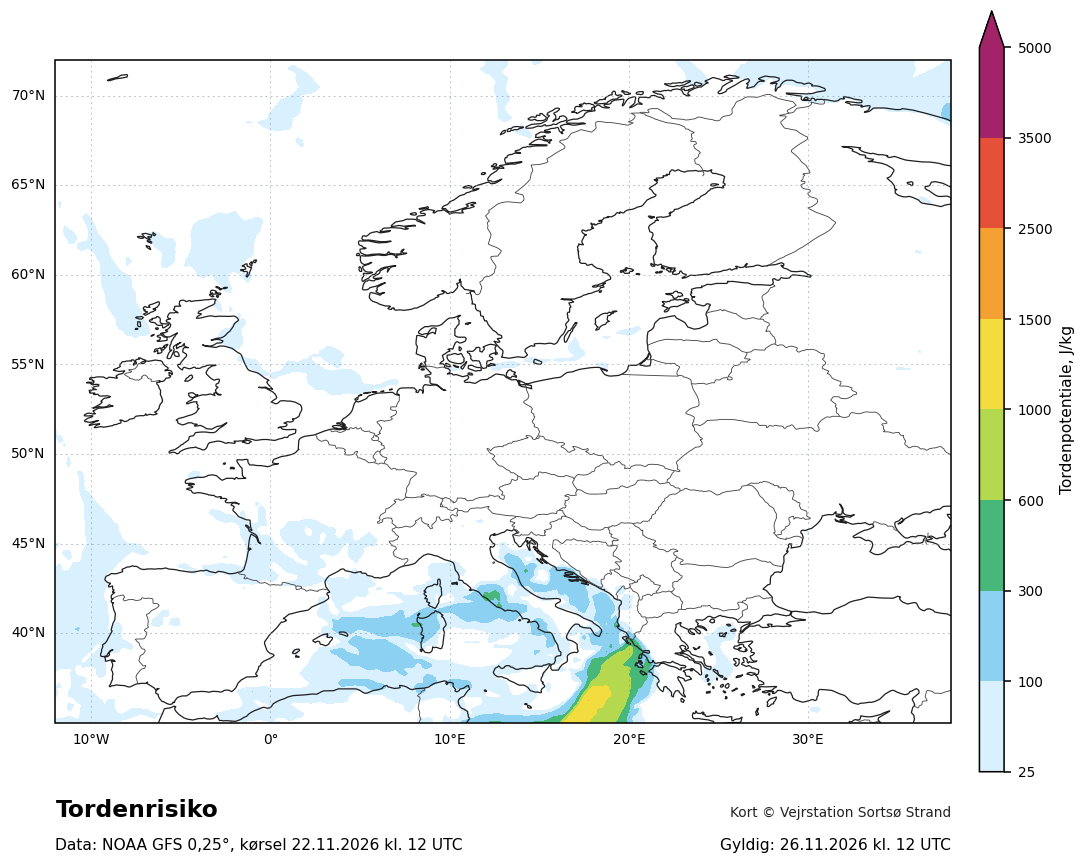 70°N
65°N
60°N
55°N
50°N
45°N
40°N
10°W
0°
10°E
20°E
30°E
5000
3500
2500
1500
1000
600
300
100
25
Tordenpotentiale, J/kg
Tordenrisiko
Kort © Vejrstation Sortsø Strand
Data: NOAA GFS 0,25°, kørsel 22.11.2026 kl. 12 UTC
Gyldig: 26.11.2026 kl. 12 UTC